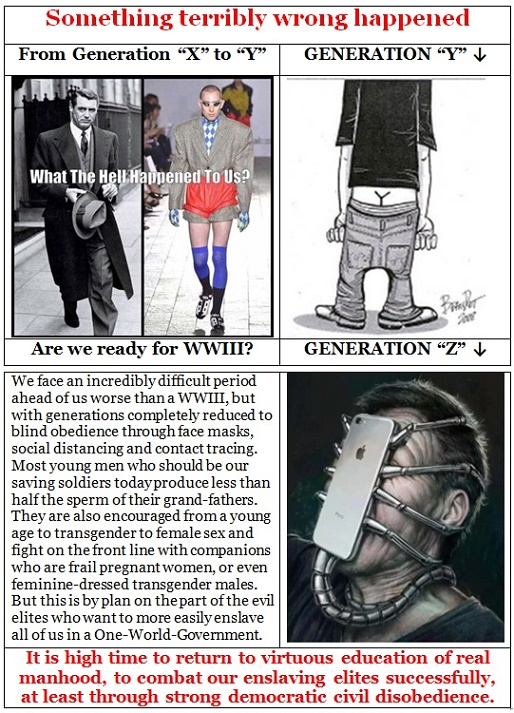 Something terribly wrong happened
From Generation “X” to “Y”
GENERATION “Y” ↓
What The Hell Happened To Us?
Y
2000
Are we ready for WWIII?
GENERATION “Z” ↓
We face an incredibly difficult period
ahead of us worse than a WWIII, but
with generations completely reduced to
blind obedience through face masks,
social distancing and contact tracing.
Most young men who should be our
saving soldiers today produce less than
half the sperm of their grand-fathers.
They are also encouraged from a young
age to transgender to female sex and
fight on the front line with companions
who are frail pregnant women, or even
feminine-dressed transgender males.
But this is by plan on the part of the evil
elites who want to more easily enslave
all of us in a One-World-Government.
iPhone
It is high time to return to virtuous education of real
manhood, to combat our enslaving elites successfully,
at least through strong democratic civil disobedience.